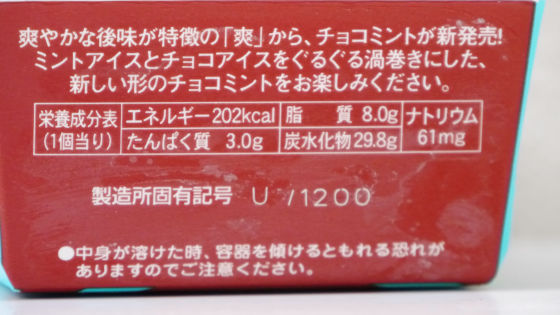 爽やかな後味が特徴の「爽」から、チョコミントが新発売!
ミントアイスとチョコアイスをぐるぐる渦巻きにした、
新しい形のチョコミントをお楽しみください。
栄養成分表 エネルギー202kcal 脂 質 8.0g ナトリウム
(1個当り) たんぱく質 3.0g 炭水化物29.8g 61mg
製造所固有記号 U /1200
●中身が溶けた時、容器を傾けるともれる恐れが
ありますのでご注意ください。